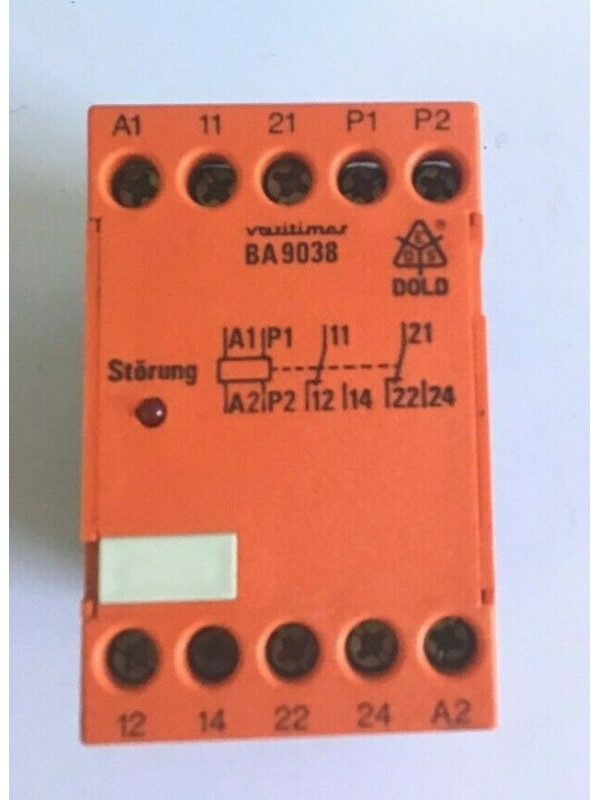 A1 11 21 P1 P2
varitimer
BA 9038
E D S ®
DOLD
A1 P1 11 21
Störung
A2 P2 12 14 22 24
12 14 22 24 A2